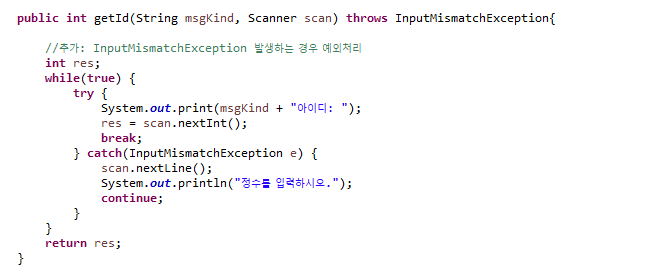 public int getId(String msgKind, Scanner scan) throws InputMismatchException{
//추가: InputMismatchException 발생하는 경우 예외처리
int res;
while(true) {
try {
System.out.print(msgKind + "아이디: ");
res = scan.nextInt();
break;
} catch(InputMismatchException e) {
scan.nextLine();
System.out.println("정수를 입력하시오.");
continue;
}
}
return res;
}